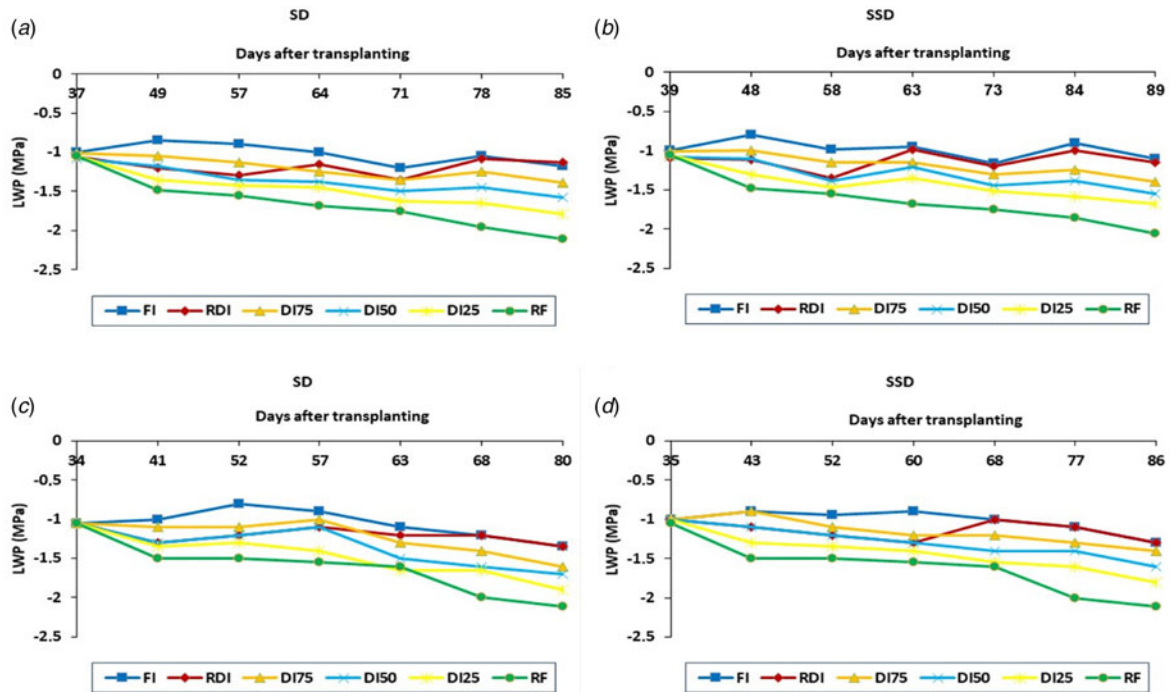 (a)
SD
Days after transplanting
0
37 49 57 64 71 78 85
-0.5
-1
-1.5
-2
-2.5
LWP (MPa)
FI RDI DI75 DI50 DI25 RF
(b)
SSD
Days after transplanting
0
39 48 58 63 73 84 89
-0.5
-1
-1.5
-2
-2.5
LWP (MPa)
FI RDI DI75 DI50 DI25 RF
(c)
SD
Days after transplanting
0
34 41 52 57 63 68 80
-0.5
-1
-1.5
-2
-2.5
LWP (MPa)
FI RDI DI75 DI50 DI25 RF
(d)
SSD
Days after transplanting
0
35 43 52 60 68 77 86
-0.5
-1
-1.5
-2
-2.5
LWP (MPa)
FI RDI DI75 DI50 DI25 RF